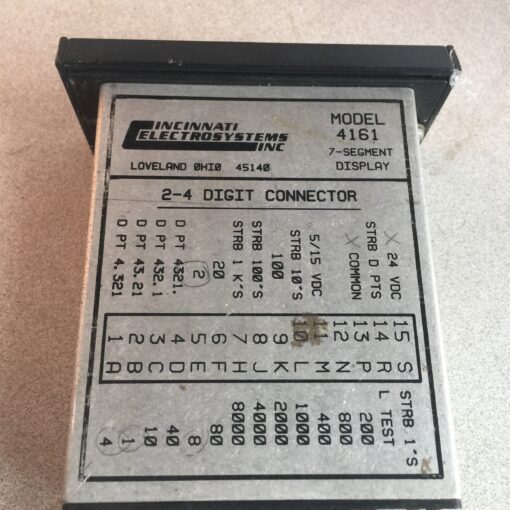 CINCINNATI
ELECTROSYSTEMS
INC
LOVELAND OHIO 45140
MODEL
4161
7-SEGMENT
DISPLAY
2-4 DIGIT CONNECTOR
X 24 VDC 15 S STRB 1'S
STRB D PTS 14 R L TEST
X COMMON 13 P 200
12 N 800
5/15 VDC 11 M 400
STRB 10'S 10 L 1000
100 9 K 2000
STRB 100'S 8 J 4000
STRB 1 K'S 7 H 8000
20 6 F 80
2 5 E 8
D PT 4321. 4 D 40
D PT 432.1 3 C 10
D PT 43.21 2 B 1
D PT 4.321 1 A 4